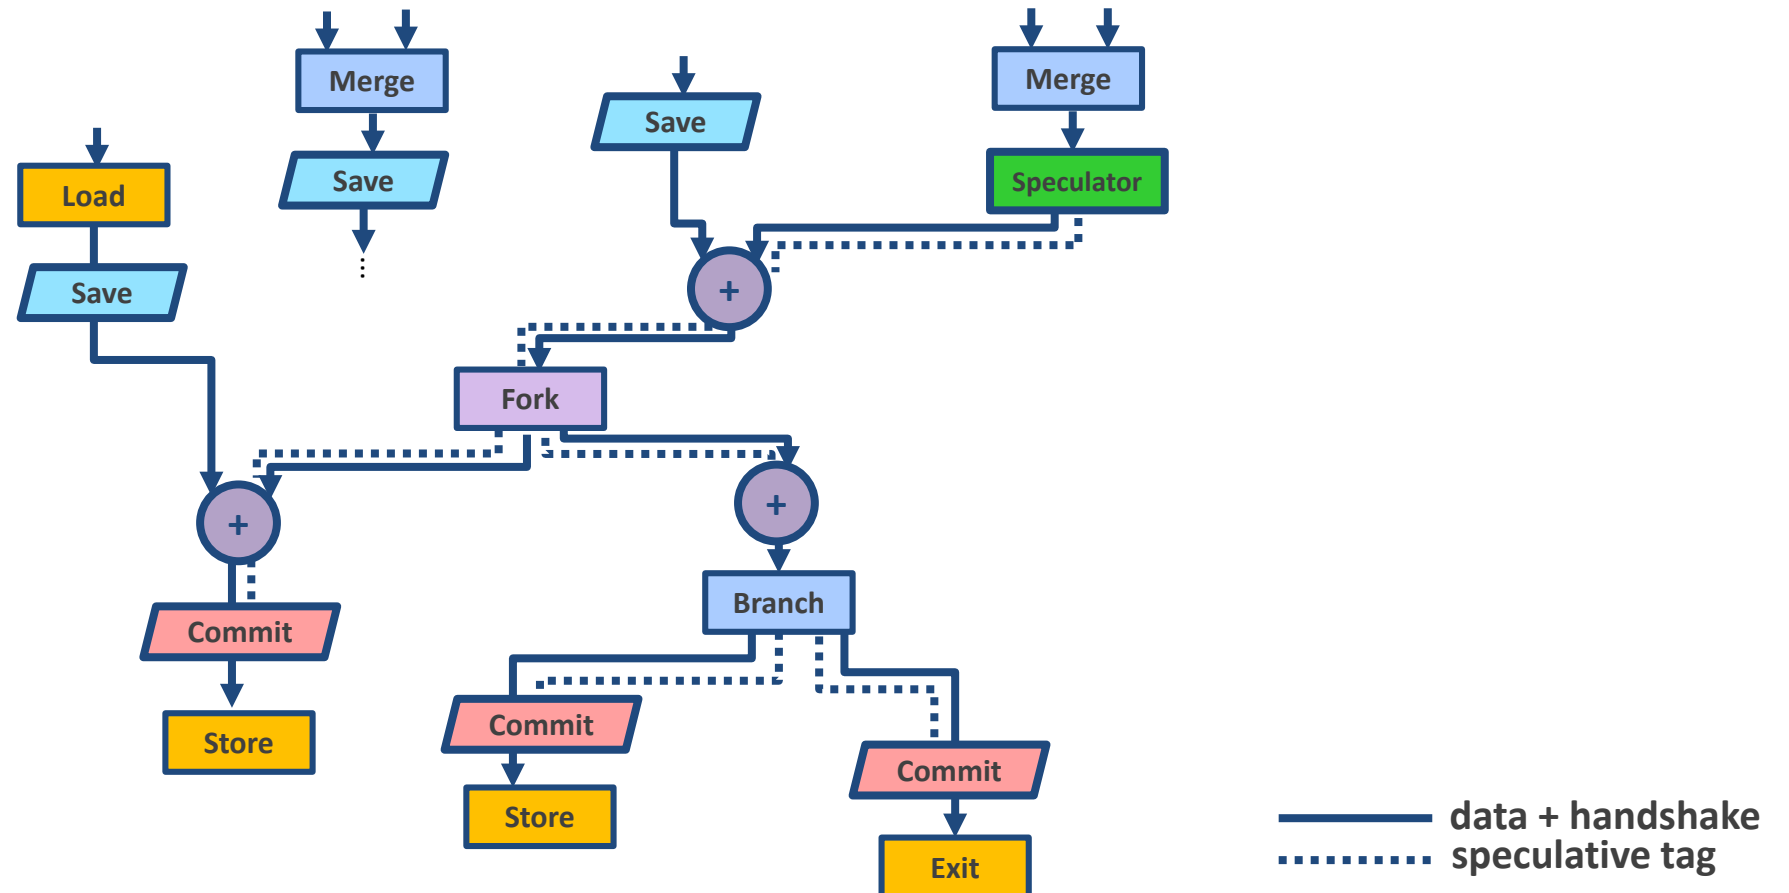 Merge
Merge
Save
Save
Speculator
Load
Save
+
Fork
+
+
Branch
Commit
Commit
Store
Commit
Store
Exit
data + handshake
speculative tag